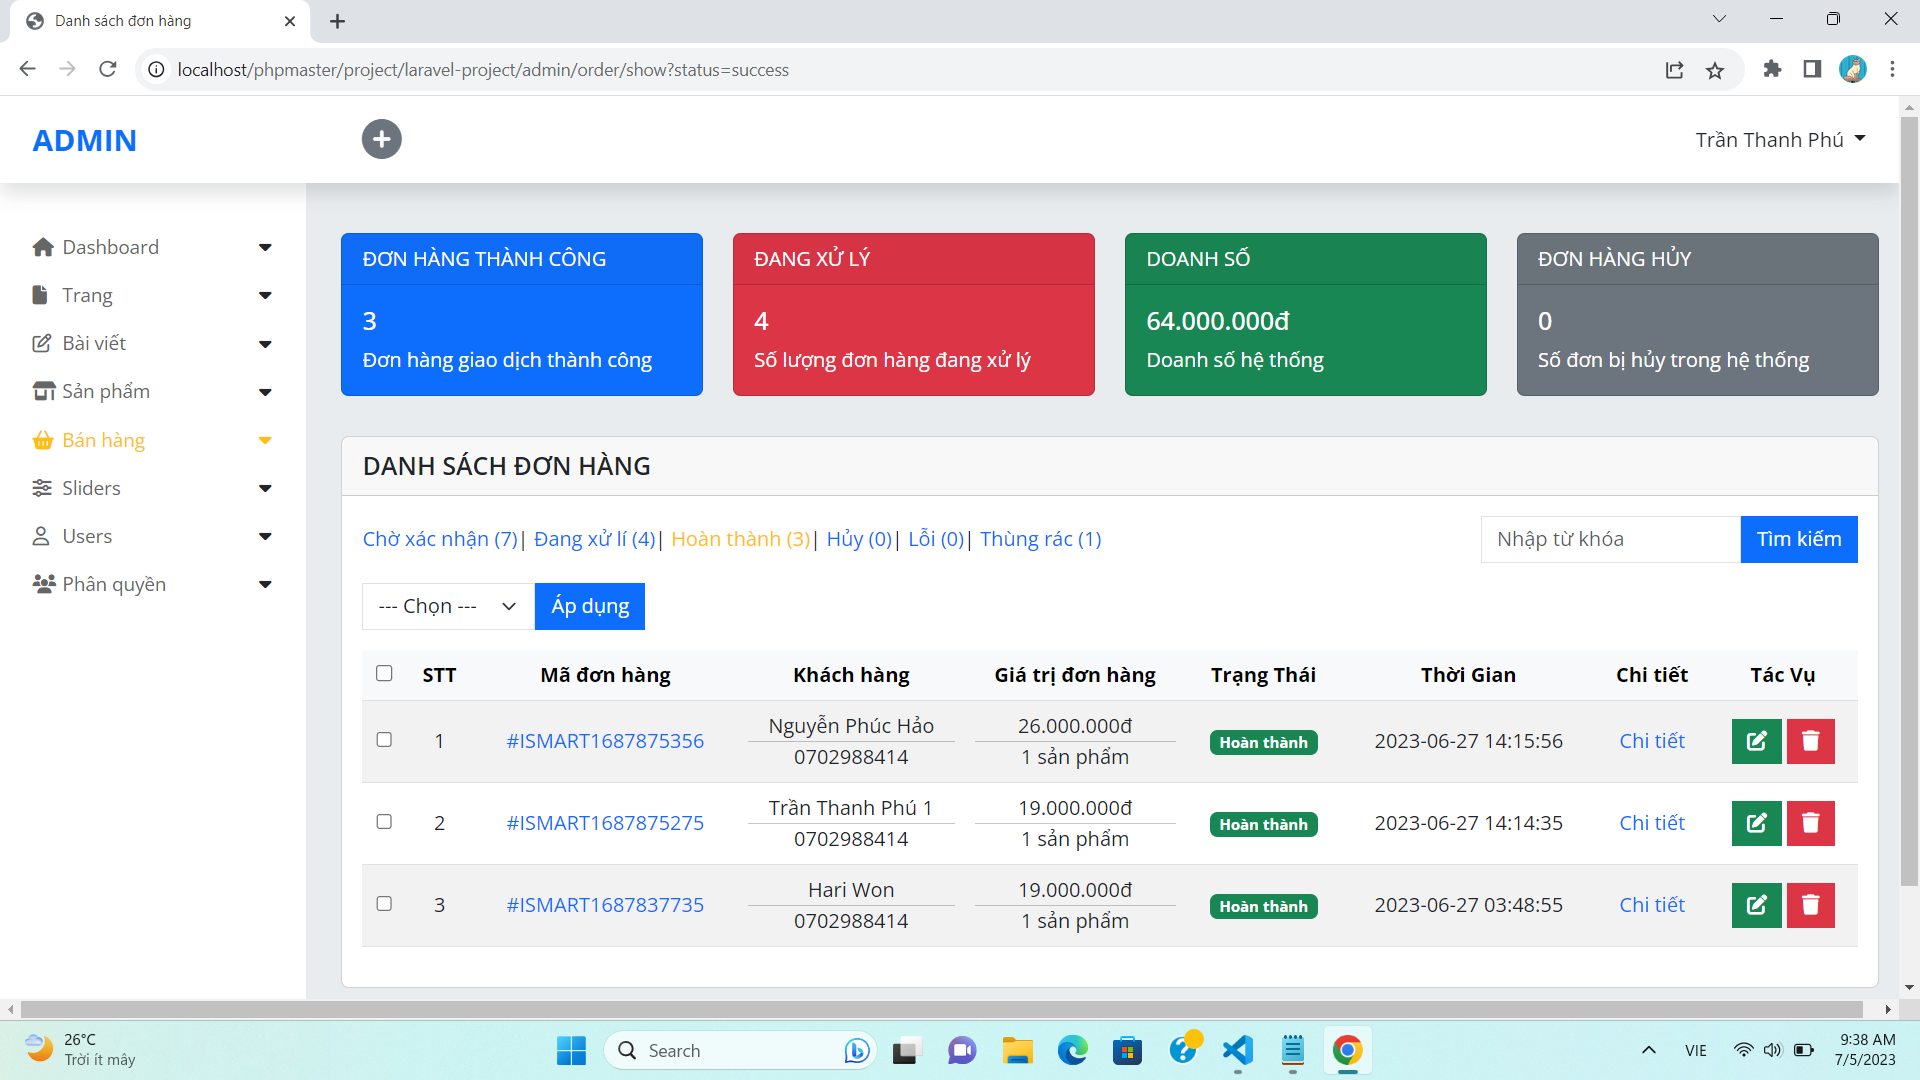 Danh sách đơn hàng
localhost/phpmaster/project/laravel-project/admin/order/show?status=success
ADMIN
Trần Thanh Phú
Dashboard
Trang
Bài viết
Sản phẩm
Bán hàng
Sliders
Users
Phân quyền
ĐƠN HÀNG THÀNH CÔNG
3
Đơn hàng giao dịch thành công
ĐANG XỬ LÝ
4
Số lượng đơn hàng đang xử lý
DOANH SỐ
64.000.000đ
Doanh số hệ thống
ĐƠN HÀNG HỦY
0
Số đơn bị hủy trong hệ thống
DANH SÁCH ĐƠN HÀNG
Chờ xác nhận (7)| Đang xử lí (4)| Hoàn thành (3)| Hủy (0)| Lỗi (0)| Thùng rác (1)
Nhập từ khóa Tìm kiếm
--- Chọn --- Áp dụng
STT Mã đơn hàng Khách hàng Giá trị đơn hàng Trạng Thái Thời Gian Chi tiết Tác Vụ
Nguyễn Phúc Hảo 26.000.000đ
1 #ISMART1687875356 Hoàn thành 2023-06-27 14:15:56 Chi tiết
0702988414 1 sản phẩm
Trần Thanh Phú 1 19.000.000đ
2 #ISMART1687875275 Hoàn thành 2023-06-27 14:14:35 Chi tiết
0702988414 1 sản phẩm
Hari Won 19.000.000đ
3 #ISMART1687837735 Hoàn thành 2023-06-27 03:48:55 Chi tiết
0702988414 1 sản phẩm
26°C
Trời ít mây
Search
VIE
9:38 AM
7/5/2023